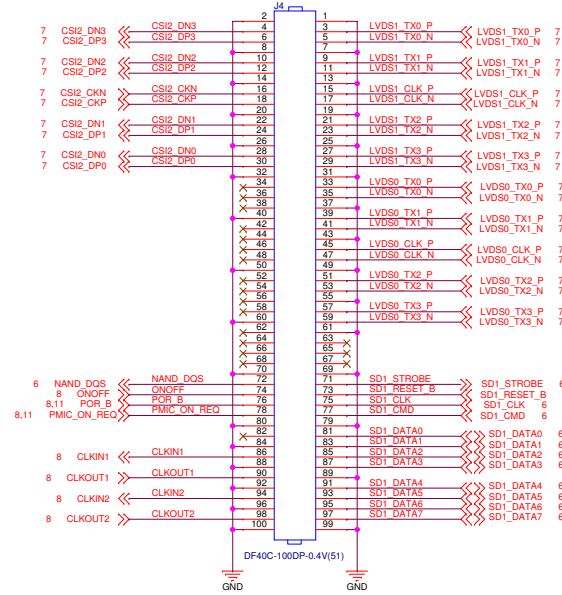 J4
2 1
7 CSI2_DN3 CSI2_DN3 4 3 LVDS1_TX0_P LVDS1_TX0_P 7
7 CSI2_DP3 CSI2_DP3 6 5 LVDS1_TX0_N LVDS1_TX0_N 7
8 7
7 CSI2_DN2 CSI2_DN2 10 9 LVDS1_TX1_P LVDS1_TX1_P 7
7 CSI2_DP2 CSI2_DP2 12 11 LVDS1_TX1_N LVDS1_TX1_N 7
14 13
7 CSI2_CKN CSI2_CKN 16 15 LVDS1_CLK_P LVDS1_CLK_P 7
7 CSI2_CKP CSI2_CKP 18 17 LVDS1_CLK_N LVDS1_CLK_N 7
20 19
7 CSI2_DN1 CSI2_DN1 22 21 LVDS1_TX2_P LVDS1_TX2_P 7
7 CSI2_DP1 CSI2_DP1 24 23 LVDS1_TX2_N LVDS1_TX2_N 7
26 25
7 CSI2_DN0 CSI2_DN0 28 27 LVDS1_TX3_P LVDS1_TX3_P 7
7 CSI2_DP0 CSI2_DP0 30 29 LVDS1_TX3_N LVDS1_TX3_N 7
32 31
34 33 LVDS0_TX0_P LVDS0_TX0_P 7
36 35 LVDS0_TX0_N LVDS0_TX0_N 7
38 37
40 39 LVDS0_TX1_P LVDS0_TX1_P 7
42 41 LVDS0_TX1_N LVDS0_TX1_N 7
44 43
46 45 LVDS0_CLK_P LVDS0_CLK_P 7
48 47 LVDS0_CLK_N LVDS0_CLK_N 7
50 49
52 51 LVDS0_TX2_P LVDS0_TX2_P 7
54 53 LVDS0_TX2_N LVDS0_TX2_N 7
56 55
58 57 LVDS0_TX3_P LVDS0_TX3_P 7
60 59 LVDS0_TX3_N LVDS0_TX3_N 7
62 61
64 63
66 65
68 67
70 69
6 NAND_DQS NAND_DQS 72 71 SD1_STROBE SD1_STROBE 6
8 ONOFF ONOFF 74 73 SD1_RESET_B SD1_RESET_B
8,11 POR_B POR_B 76 75 SD1_CLK SD1_CLK 6
8,11 PMIC_ON_REQ PMIC_ON_REQ 78 77 SD1_CMD SD1_CMD 6
80 79
82 81 SD1_DATA0 SD1_DATA0 6
84 83 SD1_DATA1 SD1_DATA1 6
8 CLKIN1 CLKIN1 86 85 SD1_DATA2 SD1_DATA2 6
88 87 SD1_DATA3 SD1_DATA3 6
8 CLKOUT1 CLKOUT1 90 89
92 91 SD1_DATA4 SD1_DATA4 6
8 CLKIN2 CLKIN2 94 93 SD1_DATA5 SD1_DATA5 6
96 95 SD1_DATA6 SD1_DATA6 6
8 CLKOUT2 CLKOUT2 98 97 SD1_DATA7 SD1_DATA7 6
100 99
DF40C-100DP-0.4V(51)
GND GND